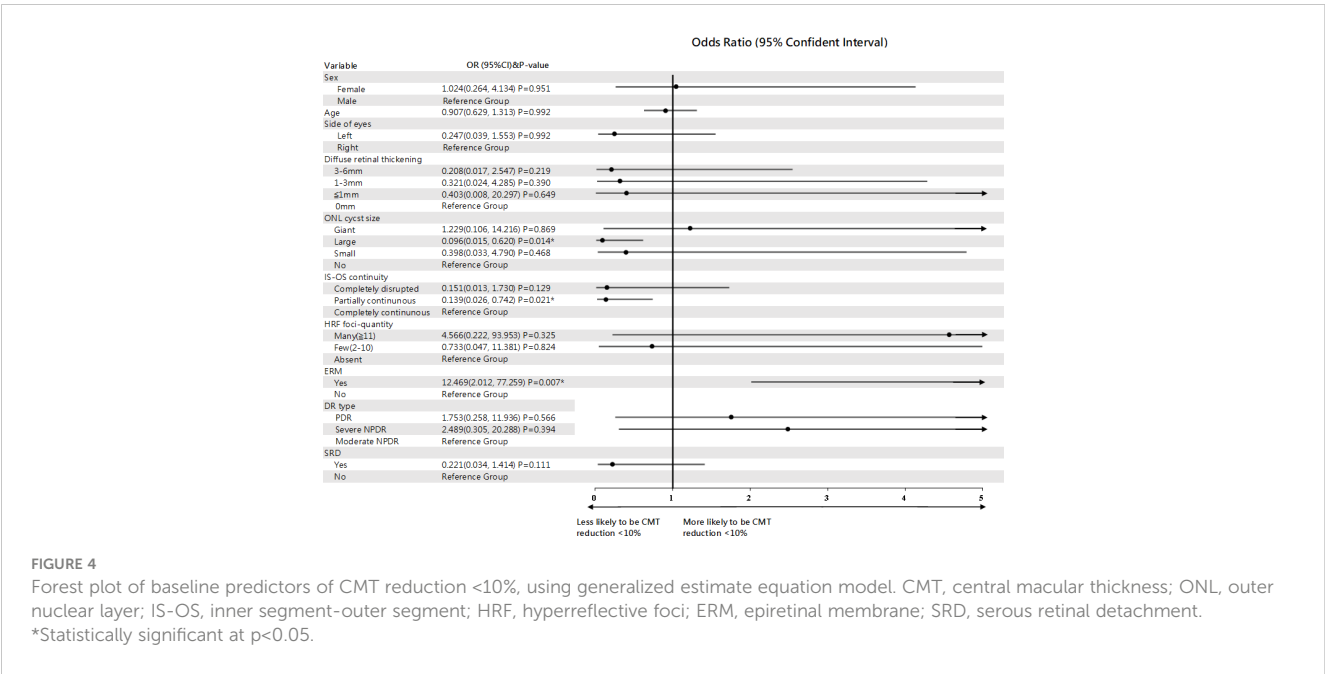 Odds Ratio (95% Confident Interval)
Variable OR (95%CI)&P-value
Sex
Female 1.024(0.264, 4.134) P=0.951
Male Reference Group
Age 0.907(0.629, 1.313) P=0.992
Side of eyes
Left 0.247(0.039, 1.553) P=0.992
Right Reference Group
Diffuse retinal thickening
3-6mm 0.208(0.017, 2.547) P=0.219
1-3mm 0.321(0.024, 4.285) P=0.390
≦1mm 0.403(0.008, 20.297) P=0.649
0mm Reference Group
ONL cycst size
Giant 1.229(0.106, 14.216) P=0.869
Large 0.096(0.015, 0.620) P=0.014*
Small 0.398(0.033, 4.790) P=0.468
No Reference Group
IS-OS continuity
Completely disrupted 0.151(0.013, 1.730) P=0.129
Partially continunous 0.139(0.026, 0.742) P=0.021*
Completely continunous Reference Group
HRF foci-quantity
Many(≧11) 4.566(0.222, 93.953) P=0.325
Few(2-10) 0.733(0.047, 11.381) P=0.824
Absent Reference Group
ERM
Yes 12.469(2.012, 77.259) P=0.007*
No Reference Group
DR type
PDR 1.753(0.258, 11.936) P=0.566
Severe NPDR 2.489(0.305, 20.288) P=0.394
Moderate NPDR Reference Group
SRD
Yes 0.221(0.034, 1.414) P=0.111
No Reference Group
0 1 2 3 4 5
Less likely to be CMT More likely to be CMT
reduction <10% reduction <10%
FIGURE 4
Forest plot of baseline predictors of CMT reduction <10%, using generalized estimate equation model. CMT, central macular thickness; ONL, outer
nuclear layer; IS-OS, inner segment-outer segment; HRF, hyperreflective foci; ERM, epiretinal membrane; SRD, serous retinal detachment.
*Statistically significant at p<0.05.